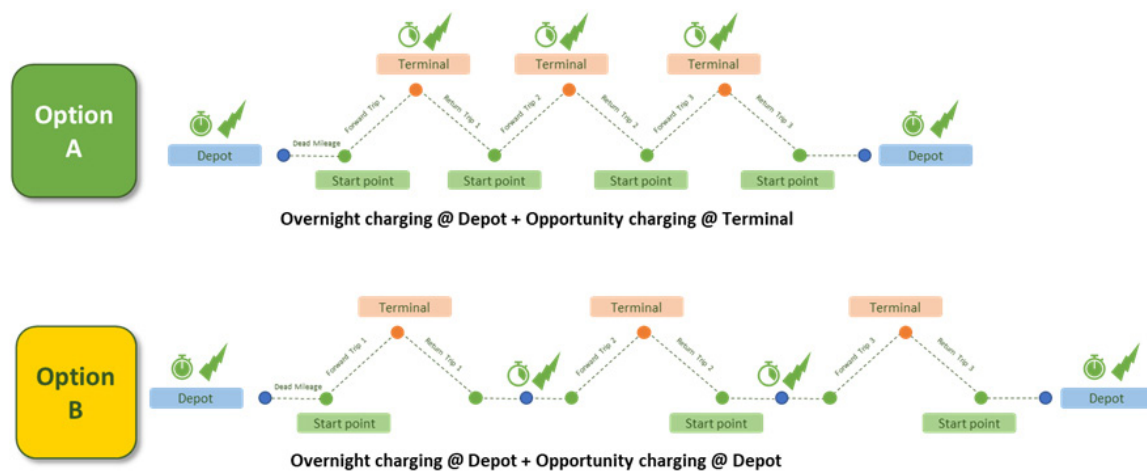 Option
A
Depot
Dead Mileage
Forward Trip 1
Terminal
Return Trip 1
Forward Trip 2
Terminal
Return Trip 2
Forward Trip 3
Terminal
Return Trip 3
Depot
Start point
Start point
Start point
Start point
Overnight charging @ Depot + Opportunity charging @ Terminal
Option
B
Depot
Dead Mileage
Forward Trip 1
Terminal
Return Trip 1
Forward Trip 2
Terminal
Return Trip 2
Forward Trip 3
Terminal
Return Trip 3
Depot
Start point
Start point
Start point
Overnight charging @ Depot + Opportunity charging @ Depot